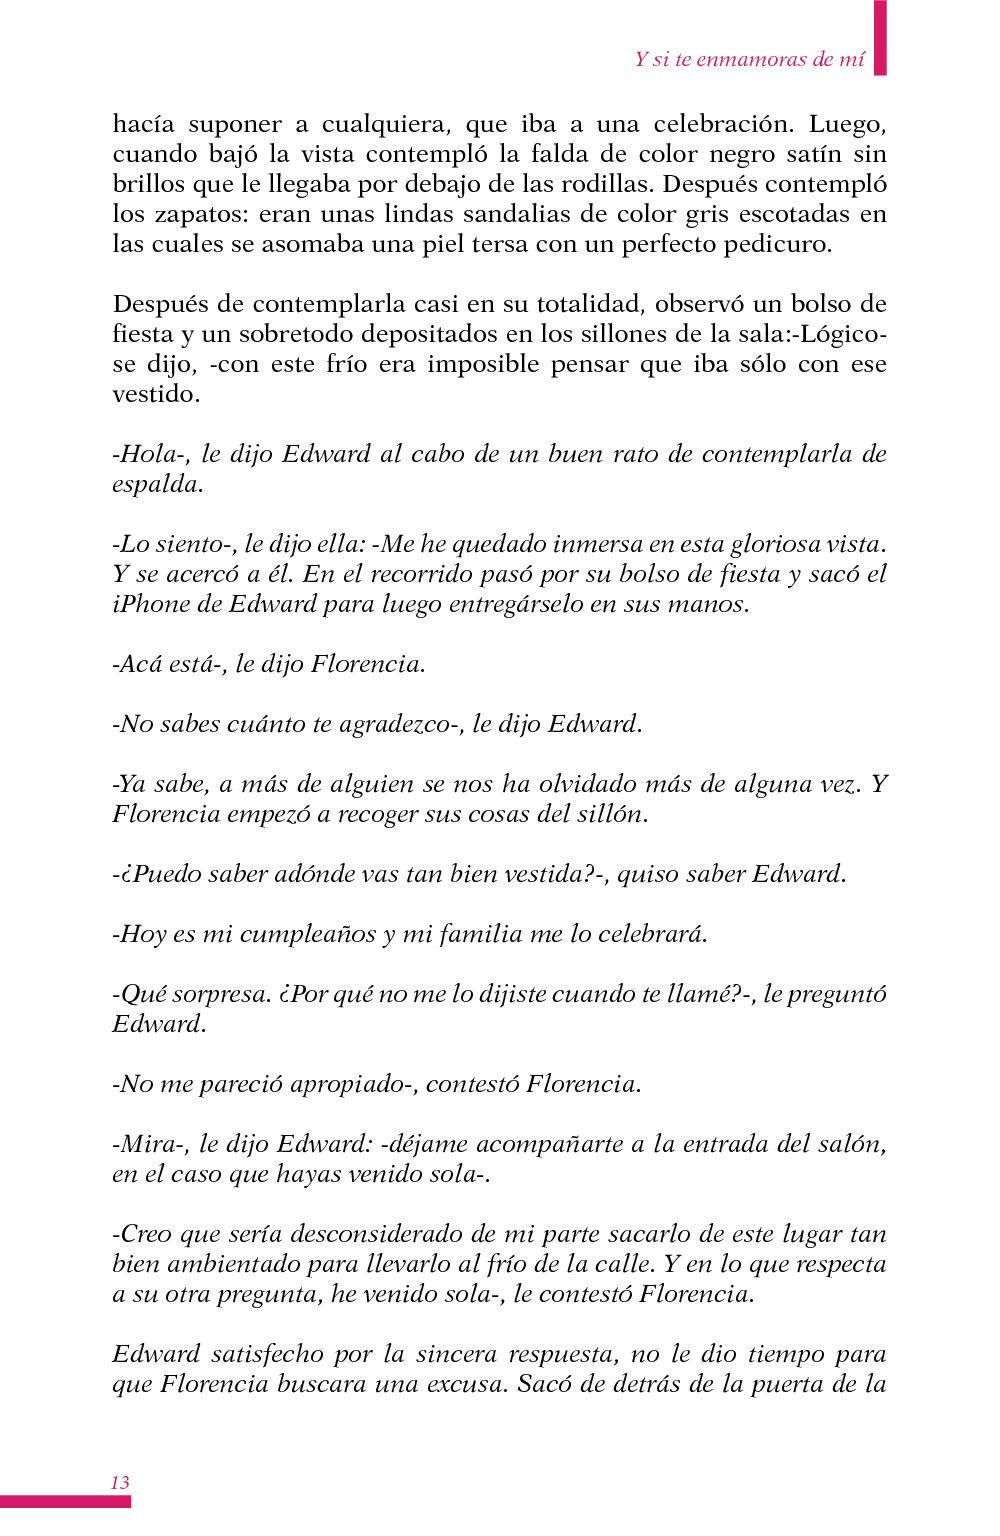 Y si te enmamoras de mí
hacía suponer a cualquiera, que iba a una celebración. Luego,
cuando bajó la vista contempló la falda de color negro satín sin
brillos que le llegaba por debajo de las rodillas. Después contempló
los zapatos: eran unas lindas sandalias de color gris escotadas en
las cuales se asomaba una piel tersa con un perfecto pedicuro.
Después de contemplarla casi en su totalidad, observó un bolso de
fiesta y un sobretodo depositados en los sillones de la sala:-Lógico-
se dijo, -con este frío era imposible pensar que iba sólo con ese
vestido.
-Hola-, le dijo Edward al cabo de un buen rato de contemplarla de
espalda.
-Lo siento-, le dijo ella: -Me he quedado inmersa en esta gloriosa vista.
Y se acercó a él. En el recorrido pasó por su bolso de fiesta y sacó el
iPhone de Edward para luego entregárselo en sus manos.
-Acá está-, le dijo Florencia.
-No sabes cuánto te agradezco-, le dijo Edward.
-Ya sabe, a más de alguien se nos ha olvidado más de alguna vez. Y
Florencia empezó a recoger sus cosas del sillón.
-¿Puedo saber adónde vas tan bien vestida?-, quiso saber Edward.
-Hoy es mi cumpleaños y mi familia me lo celebrará.
-Qué sorpresa. ¿Por qué no me lo dijiste cuando te llamé?-, le preguntó
Edward.
-No me pareció apropiado-, contestó Florencia.
-Mira-, le dijo Edward: -déjame acompañarte a la entrada del salón,
en el caso que hayas venido sola-.
-Creo que sería desconsiderado de mi parte sacarlo de este lugar tan
bien ambientado para llevarlo al frío de la calle. Y en lo que respecta
a su otra pregunta, he venido sola-, le contestó Florencia.
Edward satisfecho por la sincera respuesta, no le dio tiempo para
que Florencia buscara una excusa. Sacó de detrás de la puerta de la
13